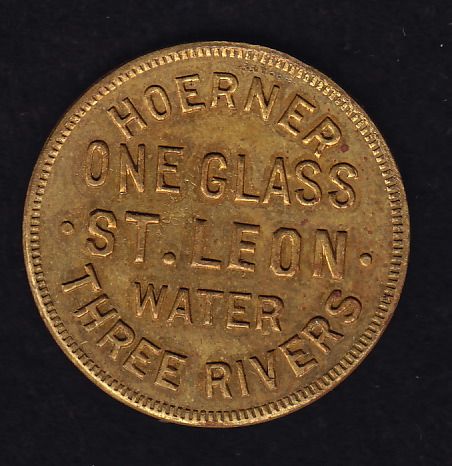 HOERNER
ONE GLASS
· ST. LEON ·
WATER
THREE RIVERS